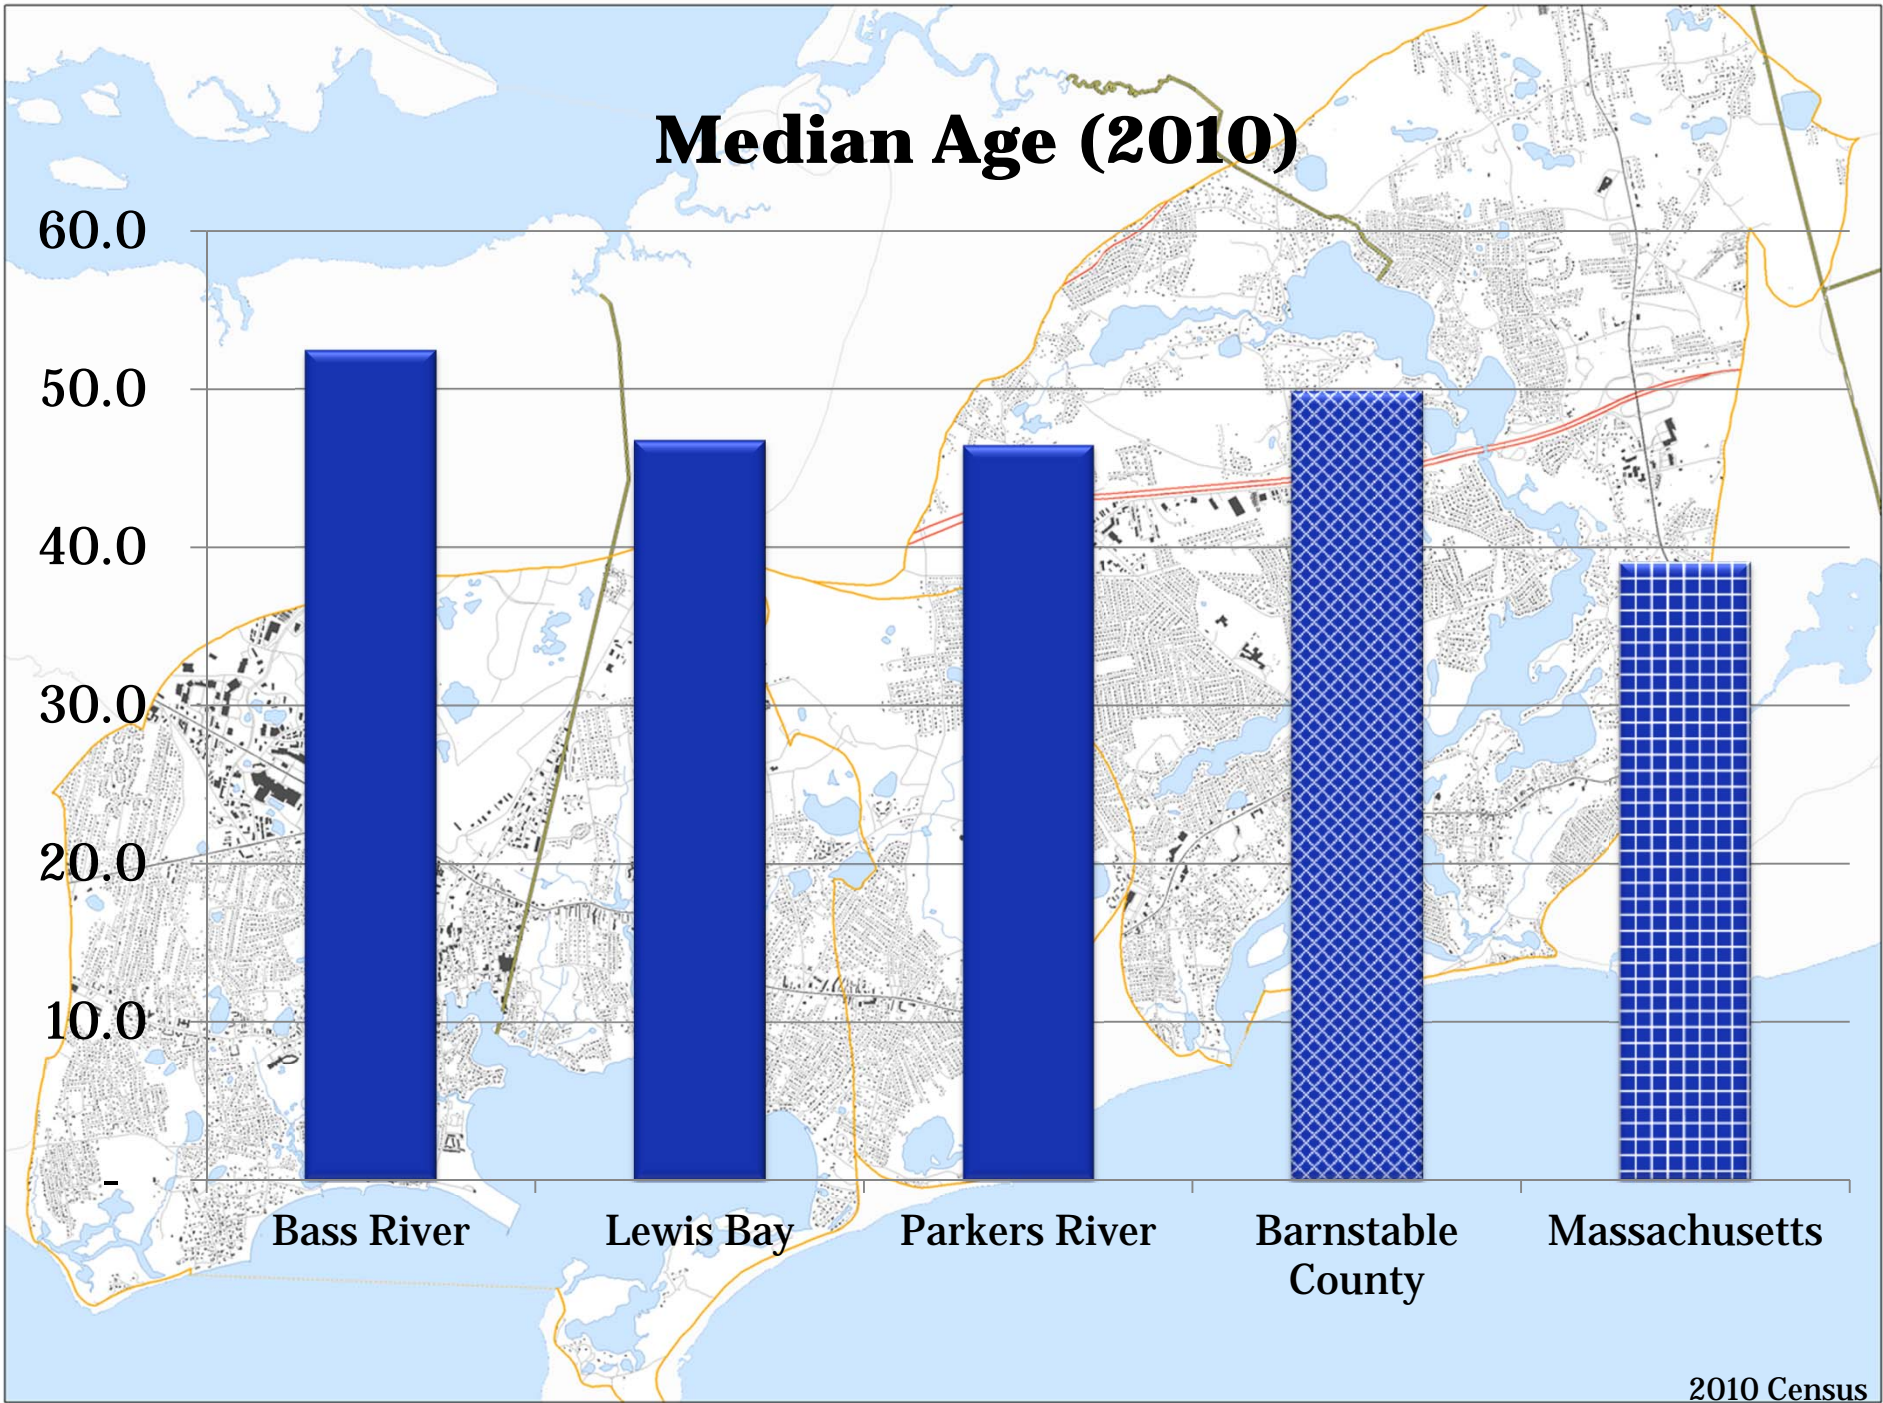 Median Age (2010)
60.0
50.0
40.0
30.0
20.0
10.0
-
Bass River
Lewis Bay
Parkers River
Barnstable
County
Massachusetts
2010 Census